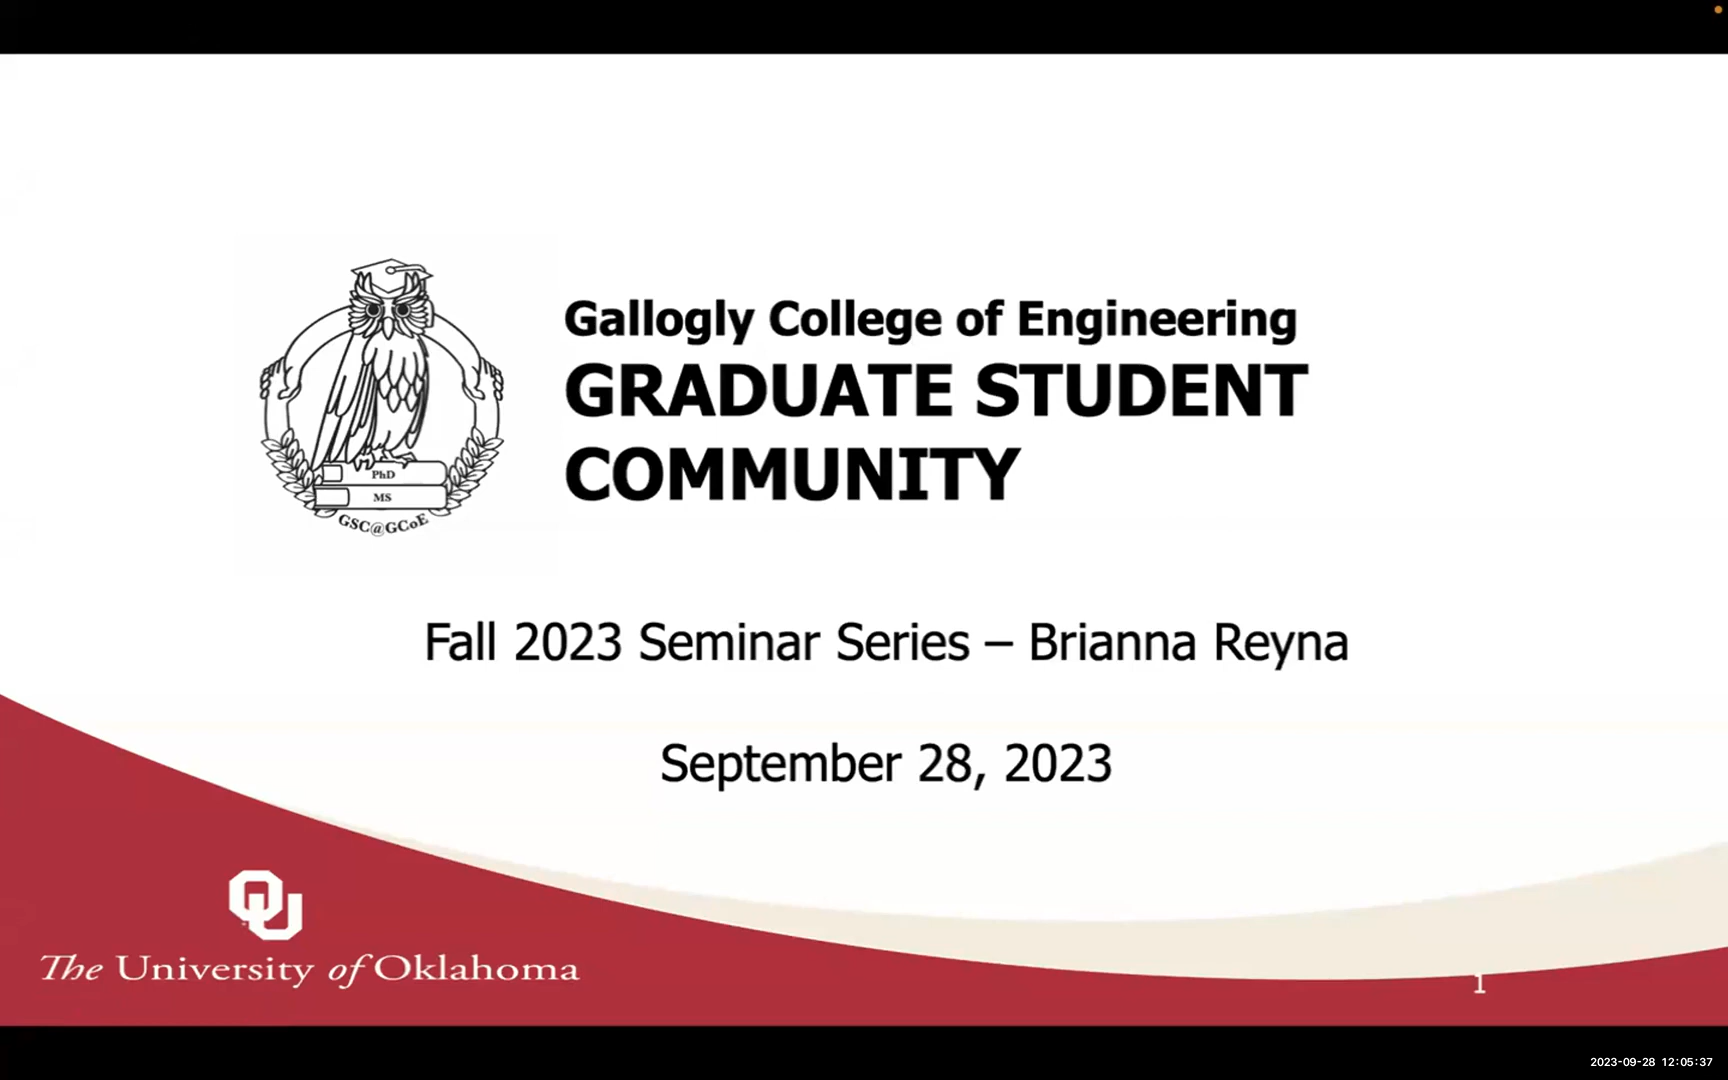 Gallogly College of Engineering
GRADUATE STUDENT
COMMUNITY
PhD
MS
GSC@GCoE
Fall 2023 Seminar Series – Brianna Reyna
September 28, 2023
OU
The University of Oklahoma
1
2023-09-28 12:05:37